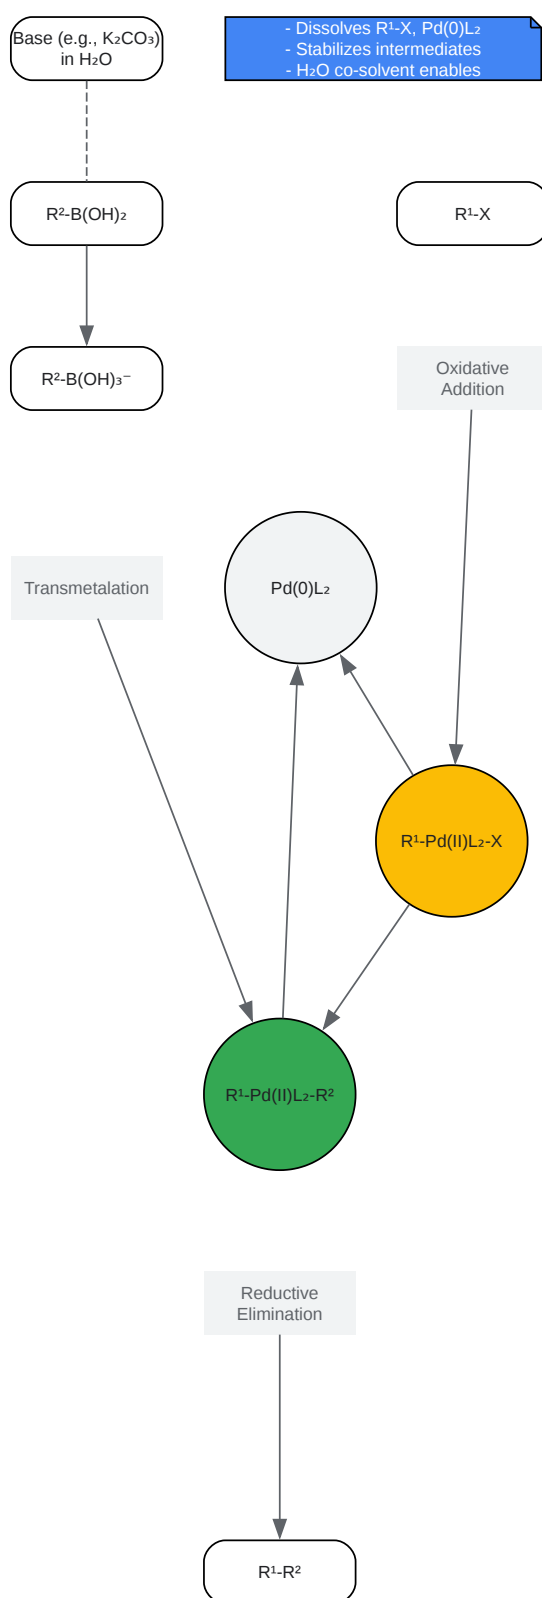 Base (e.g., K₂CO₃)
in H₂O
- Dissolves R¹-X, Pd(0)L₂
- Stabilizes intermediates
- H₂O co-solvent enables
R²-B(OH)₂
R¹-X
R²-B(OH)₃⁻
Oxidative
Addition
Transmetalation
Pd(0)L₂
R¹-Pd(II)L₂-X
R¹-Pd(II)L₂-R²
Reductive
Elimination
R¹-R²